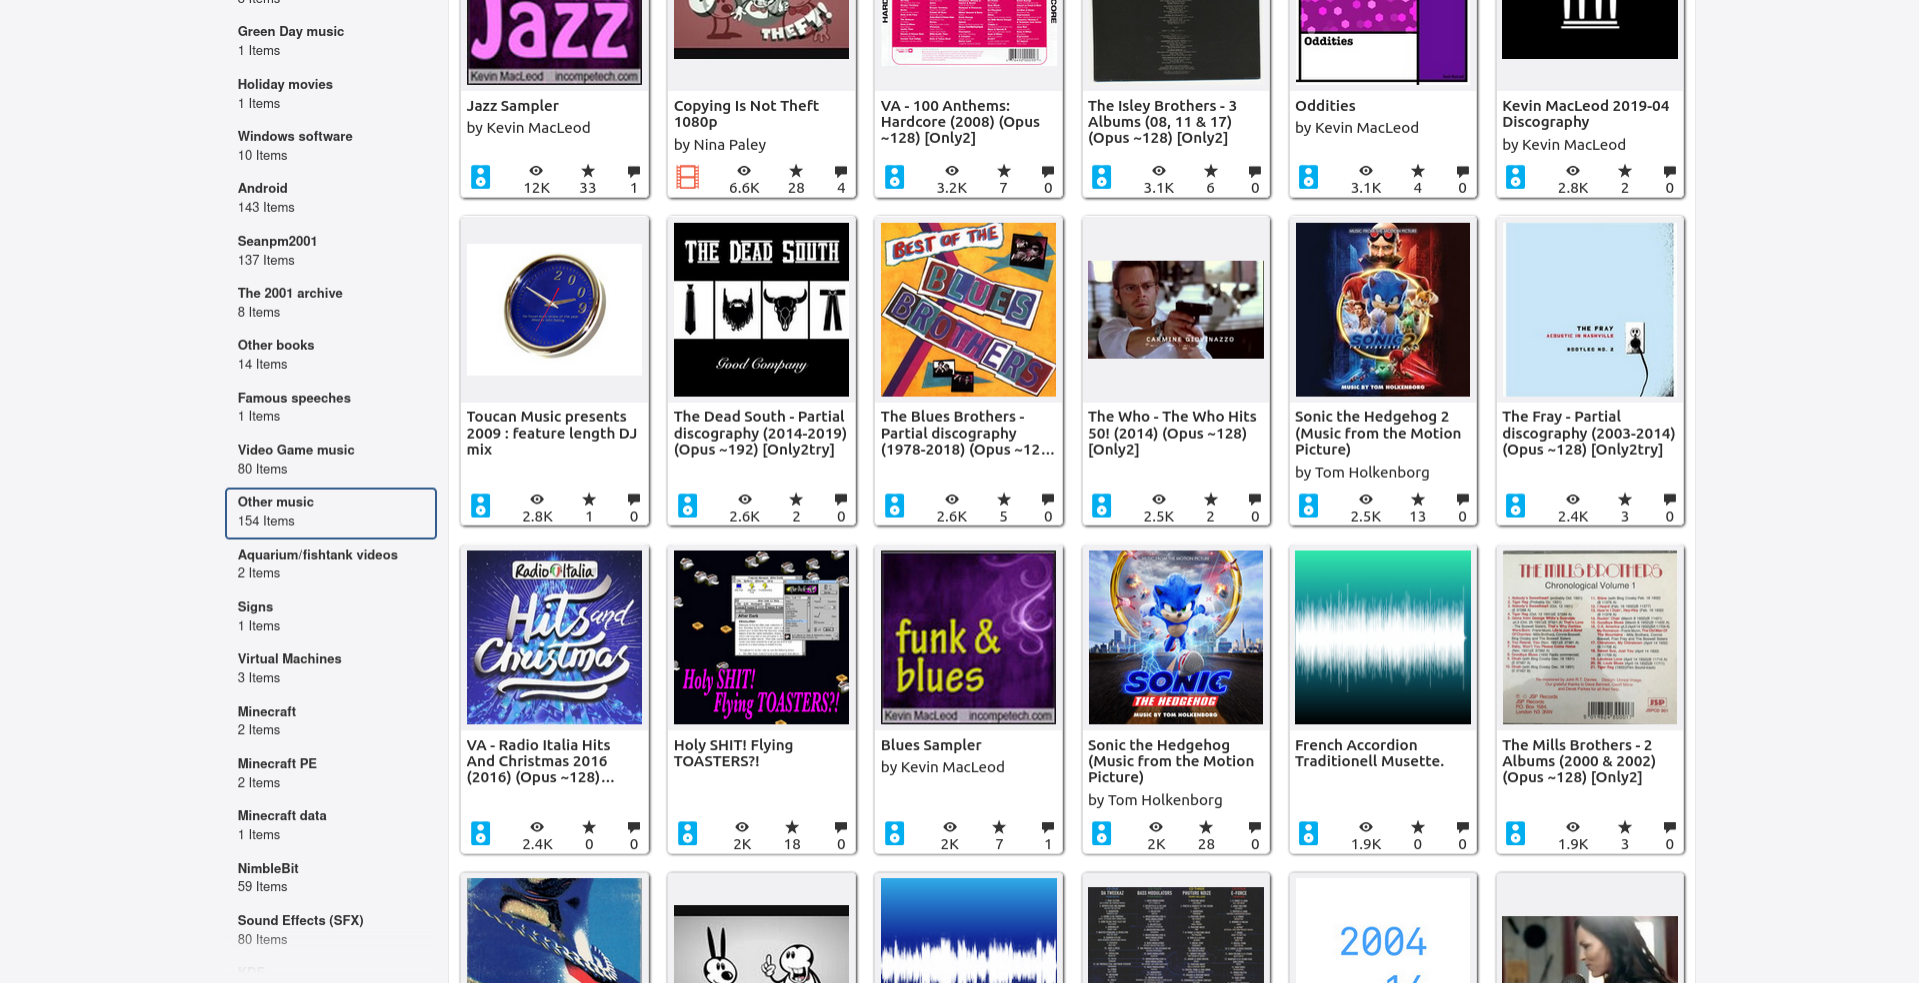 Green Day music
1 Items
Holiday movies
1 Items
Windows software
10 Items
Android
143 Items
Seanpm2001
137 Items
The 2001 archive
8 Items
Other books
14 Items
Famous speeches
1 Items
Video Game music
80 Items
Other music
154 Items
Aquarium/fishtank videos
2 Items
Signs
1 Items
Virtual Machines
3 Items
Minecraft
2 Items
Minecraft PE
2 Items
Minecraft data
1 Items
NimbleBit
59 Items
Sound Effects (SFX)
80 Items
Jazz
Kevin MacLeod incompetech.com
Jazz Sampler
by Kevin MacLeod
12K 33 1
THEFT!
Copying Is Not Theft
1080p
by Nina Paley
6.6K 28 4
VA - 100 Anthems:
Hardcore (2008) (Opus
~128) [Only2]
3.2K 7 0
The Isley Brothers - 3
Albums (08, 11 & 17)
(Opus ~128) [Only2]
3.1K 6 0
Oddities
Oddities
by Kevin MacLeod
3.1K 4 0
Kevin MacLeod 2019-04
Discography
by Kevin MacLeod
2.8K 2 0
2009
Toucan Music presents
2009 : feature length DJ
mix
2.8K 1 0
THE DEAD SOUTH
Good Company
The Dead South - Partial
discography (2014-2019)
(Opus ~192) [Only2try]
2.6K 2 0
BEST OF THE
BLUES
BROTHERS
The Blues Brothers -
Partial discography
(1978-2018) (Opus ~12...
2.6K 5 0
CARMINE GIOVINAZZO
The Who - The Who Hits
50! (2014) (Opus ~128)
[Only2]
2.5K 2 0
MUSIC FROM THE MOTION PICTURE
SONIC 2
MUSIC BY TOM HOLKENBORG
Sonic the Hedgehog 2
(Music from the Motion
Picture)
by Tom Holkenborg
2.5K 13 0
THE FRAY
ACOUSTIC IN NASHVILLE
BOOTLEG NO. 2
The Fray - Partial
discography (2003-2014)
(Opus ~128) [Only2try]
2.4K 3 0
Radio Italia
Hits and
Christmas
VA - Radio Italia Hits
And Christmas 2016
(2016) (Opus ~128)...
2.4K 0 0
Holy SHIT!
Flying TOASTERS?!
Holy SHIT! Flying
TOASTERS?!
2K 18 0
funk &
blues
Kevin MacLeod incompetech.com
Blues Sampler
by Kevin MacLeod
2K 7 1
MUSIC FROM THE MOTION PICTURE
SONIC
THE HEDGEHOG
MUSIC BY TOM HOLKENBORG
Sonic the Hedgehog
(Music from the Motion
Picture)
by Tom Holkenborg
2K 28 0
French Accordion
Traditionell Musette.
1.9K 0 0
THE MILLS BROTHERS
Chronological Volume 1
JSP
The Mills Brothers - 2
Albums (2000 & 2002)
(Opus ~128) [Only2]
1.9K 3 0
DA TWEEKAZ BASS MODULATORS
E-FORCE
2004